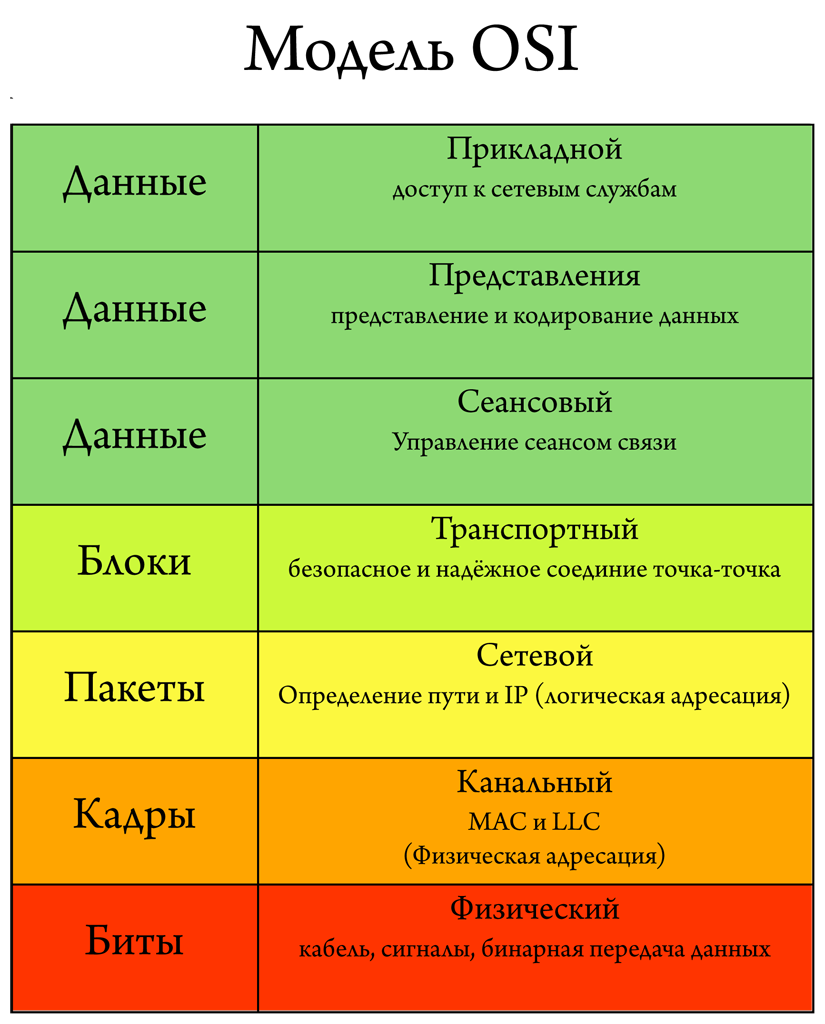 Модель OSI
Данные
Прикладной
доступ к сетевым службам
Данные
Представления
представление и кодирование данных
Данные
Сеансовый
Управление сеансом связи
Блоки
Транспортный
безопасное и надёжное соединие точка-точка
Пакеты
Сетевой
Определение пути и IP (логическая адресация)
Кадры
Канальный
MAC и LLC
(Физическая адресация)
Биты
Физический
кабель, сигналы, бинарная передача данных